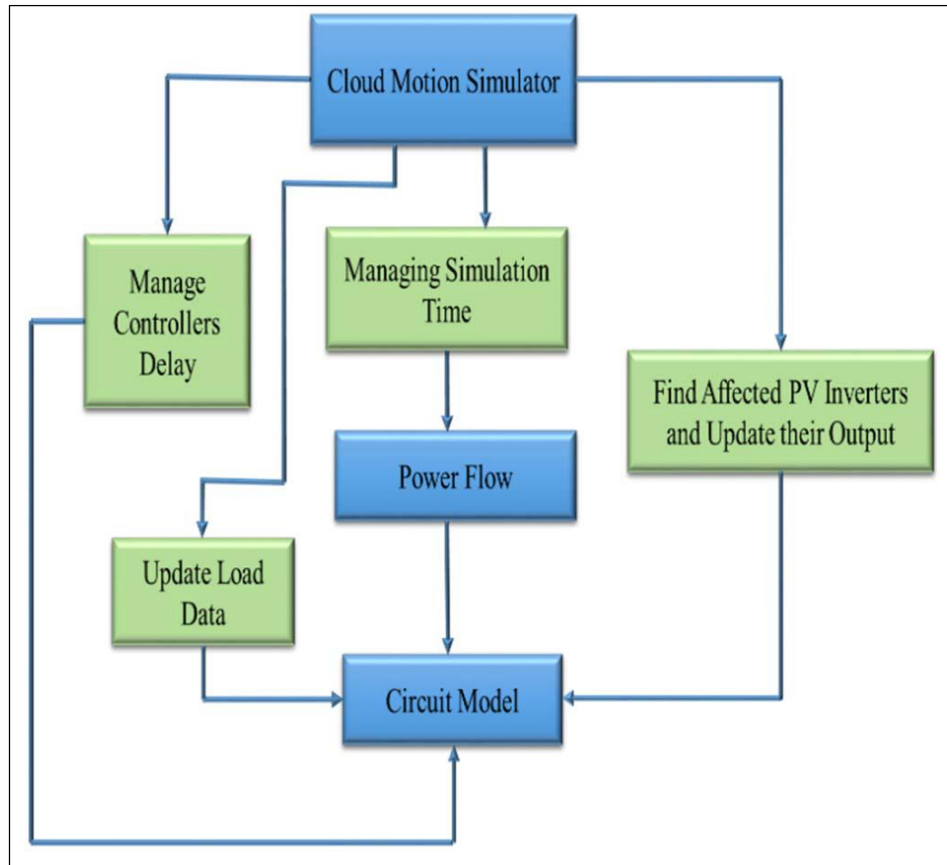 Cloud Motion Simulator
Manage
Controllers
Delay
Managing Simulation
Time
Find Affected PV Inverters
and Update their Output
Power Flow
Update Load
Data
Circuit Model